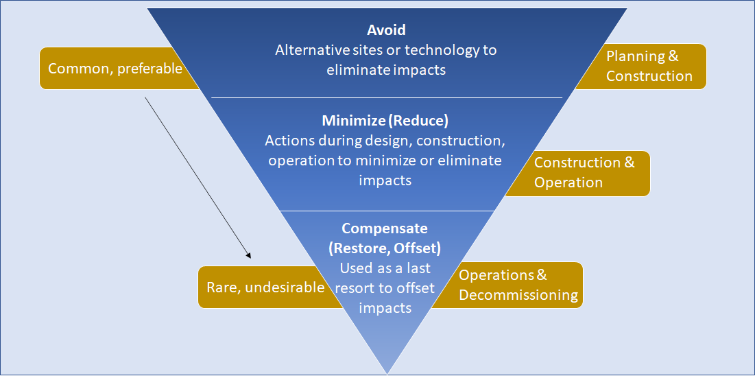 Avoid
Alternative sites or technology to
eliminate impacts
Common, preferable
Planning &
Construction
Minimize (Reduce)
Actions during design, construction,
operation to minimize or eliminate
impacts
Construction &
Operation
Compensate
(Restore, Offset)
Used as a last
resort to offset
impacts
Rare, undesirable
Operations &
Decommissioning